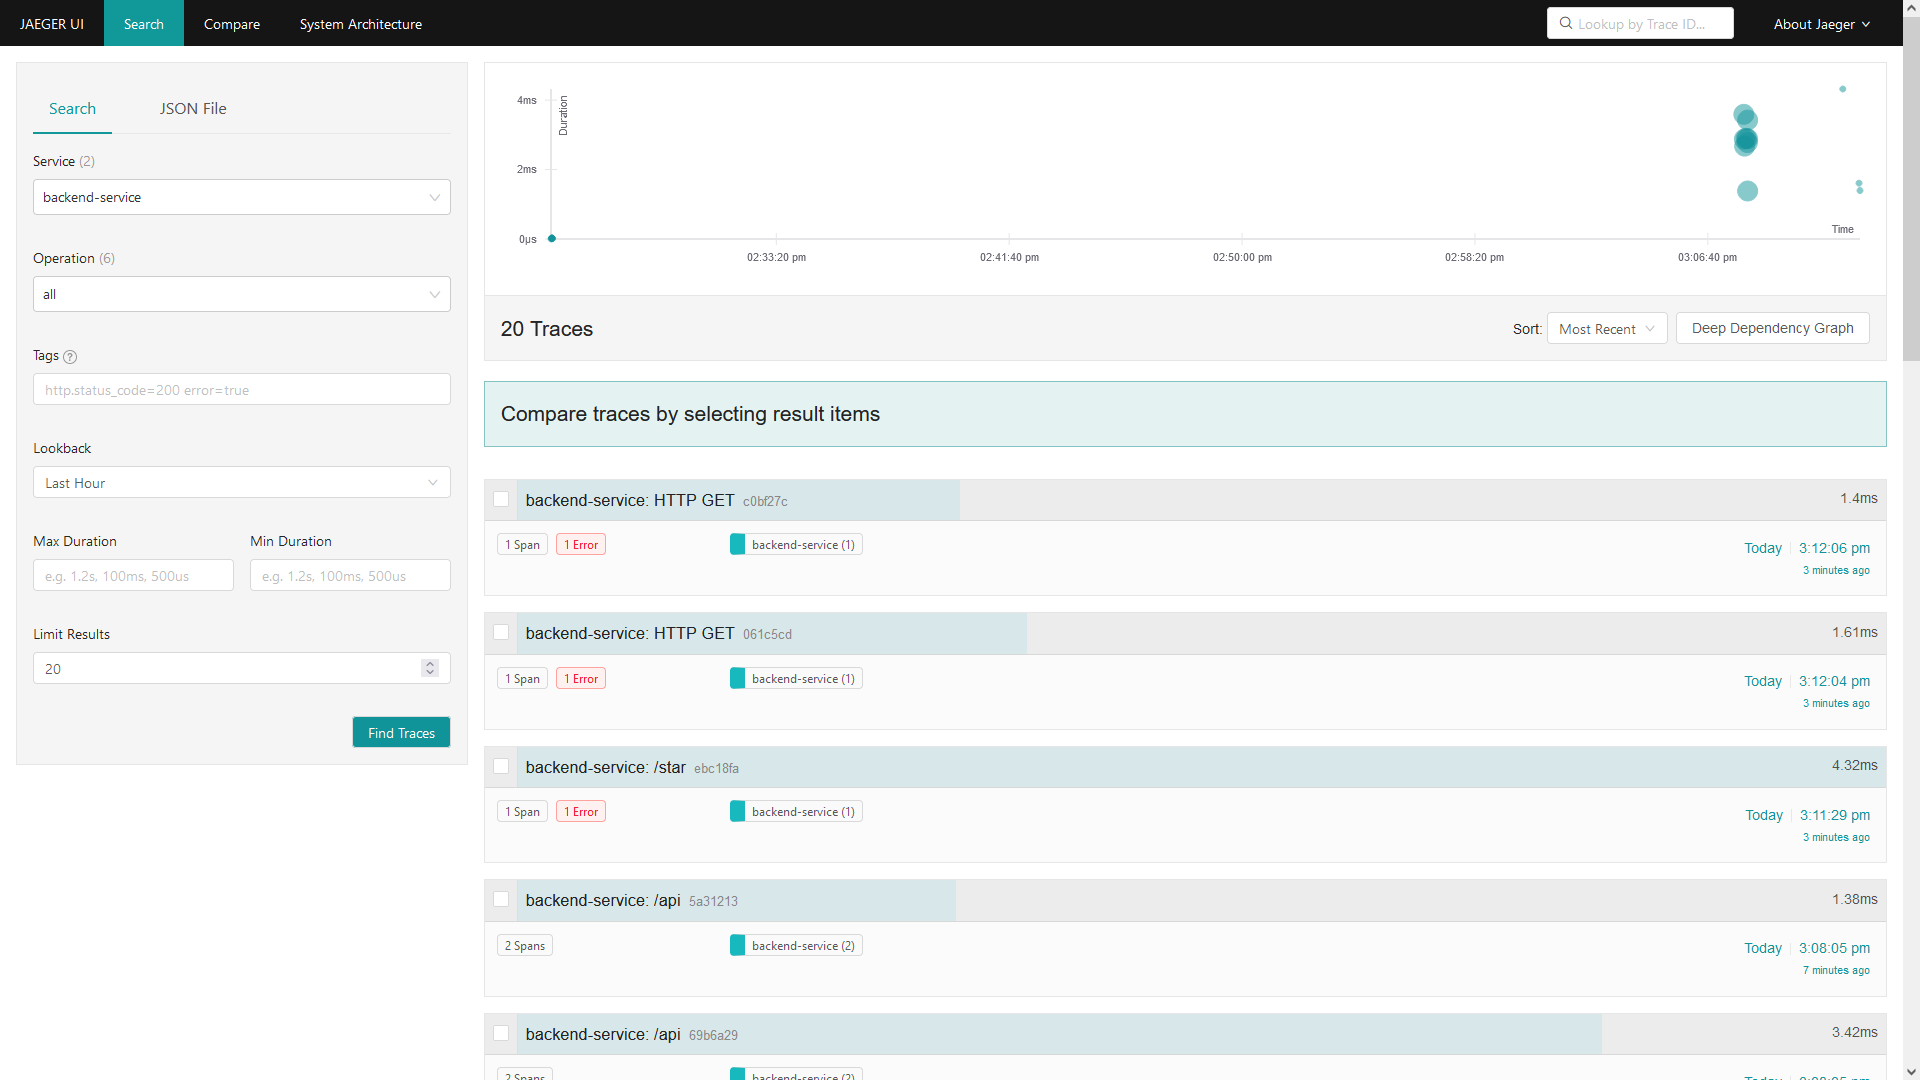 JAEGER UI Search Compare System Architecture Lookup by Trace ID... About Jaeger
Search JSON File
Service (2)
backend-service
Operation (6)
all
Tags ?
http.status_code=200 error=true
Lookback
Last Hour
Max Duration Min Duration
e.g. 1.2s, 100ms, 500us e.g. 1.2s, 100ms, 500us
Limit Results
20
Find Traces
Duration
4ms
2ms
0μs
Time
02:33:20 pm 02:41:40 pm 02:50:00 pm 02:58:20 pm 03:06:40 pm
20 Traces Sort: Most Recent Deep Dependency Graph
Compare traces by selecting result items
backend-service: HTTP GET c0bf27c 1.4ms
1 Span 1 Error backend-service (1) Today 3:12:06 pm
3 minutes ago
backend-service: HTTP GET 061c5cd 1.61ms
1 Span 1 Error backend-service (1) Today 3:12:04 pm
3 minutes ago
backend-service: /star ebc18fa 4.32ms
1 Span 1 Error backend-service (1) Today 3:11:29 pm
3 minutes ago
backend-service: /api 5a31213 1.38ms
2 Spans backend-service (2) Today 3:08:05 pm
7 minutes ago
backend-service: /api 69b6a29 3.42ms
2 Spans backend-service (2) Today 3:08:05 pm